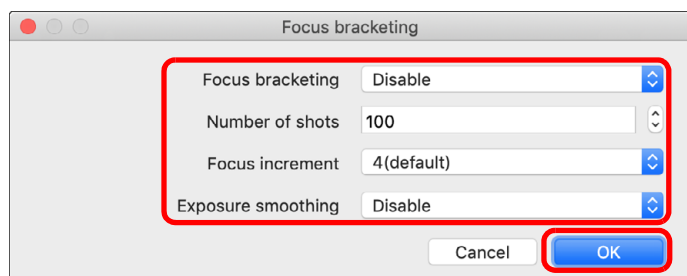 Focus bracketing
Focus bracketing Disable
Number of shots 100
Focus increment 4(default)
Exposure smoothing Disable
Cancel OK